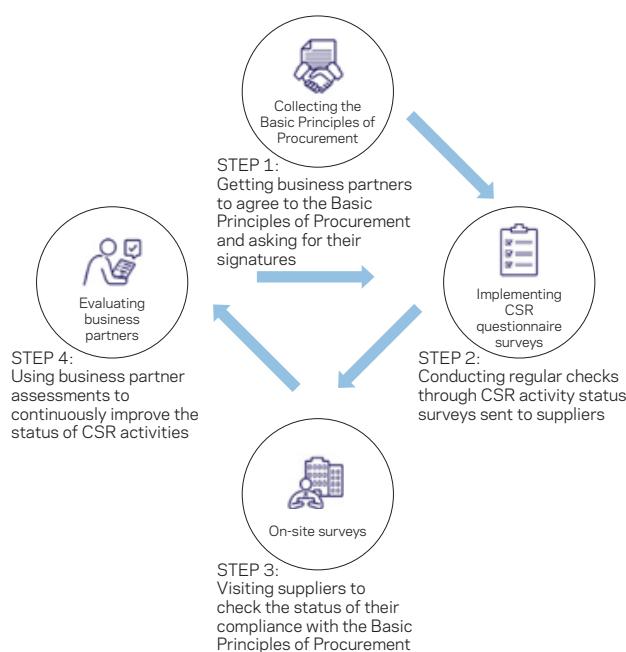 Collecting the
Basic Principles of
Procurement
STEP 1:
Getting business partners
to agree to the Basic
Principles of Procurement
and asking for their
signatures
Implementing
CSR
questionnaire
surveys
STEP 2:
Conducting regular checks
through CSR activity status
surveys sent to suppliers
On-site surveys
STEP 3:
Visiting suppliers to
check the status of their
compliance with the Basic
Principles of Procurement
Evaluating
business
partners
STEP 4:
Using business partner
assessments to
continuously improve the
status of CSR activities